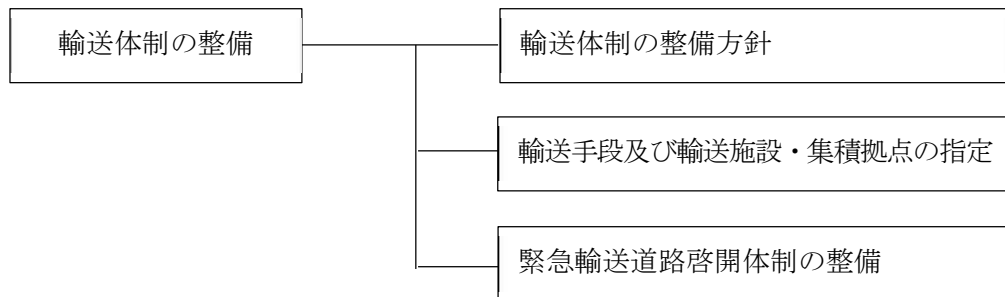 輸送体制の整備
輸送体制の整備方針
輸送手段及び輸送施設・集積拠点の指定
緊急輸送道路啓開体制の整備